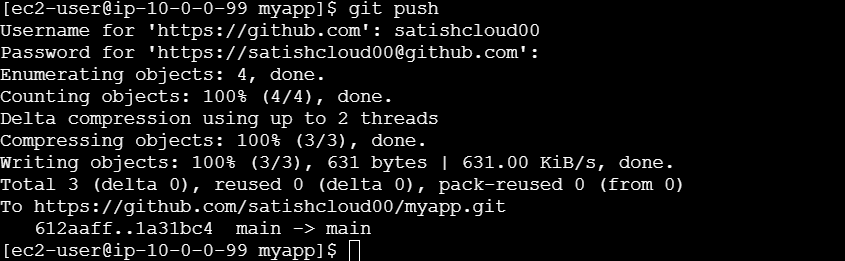 [ec2-user@ip-10-0-0-99 myapp]$ git push
Username for 'https://github.com': satishcloud00
Password for 'https://satishcloud00@github.com':
Enumerating objects: 4, done.
Counting objects: 100% (4/4), done.
Delta compression using up to 2 threads
Compressing objects: 100% (3/3), done.
Writing objects: 100% (3/3), 631 bytes | 631.00 KiB/s, done.
Total 3 (delta 0), reused 0 (delta 0), pack-reused 0 (from 0)
To https://github.com/satishcloud00/myapp.git
   612aaff..1a31bc4  main -> main
[ec2-user@ip-10-0-0-99 myapp]$